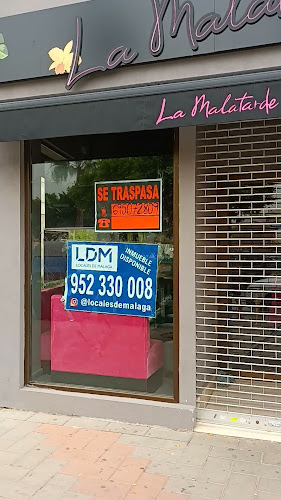 La Malatarde
La Malatarde
SE TRASPASA
LDM
LOCALES DE MALAGA
INMUEBLE
DISPONIBLE
952 330 008
@localesdemalaga